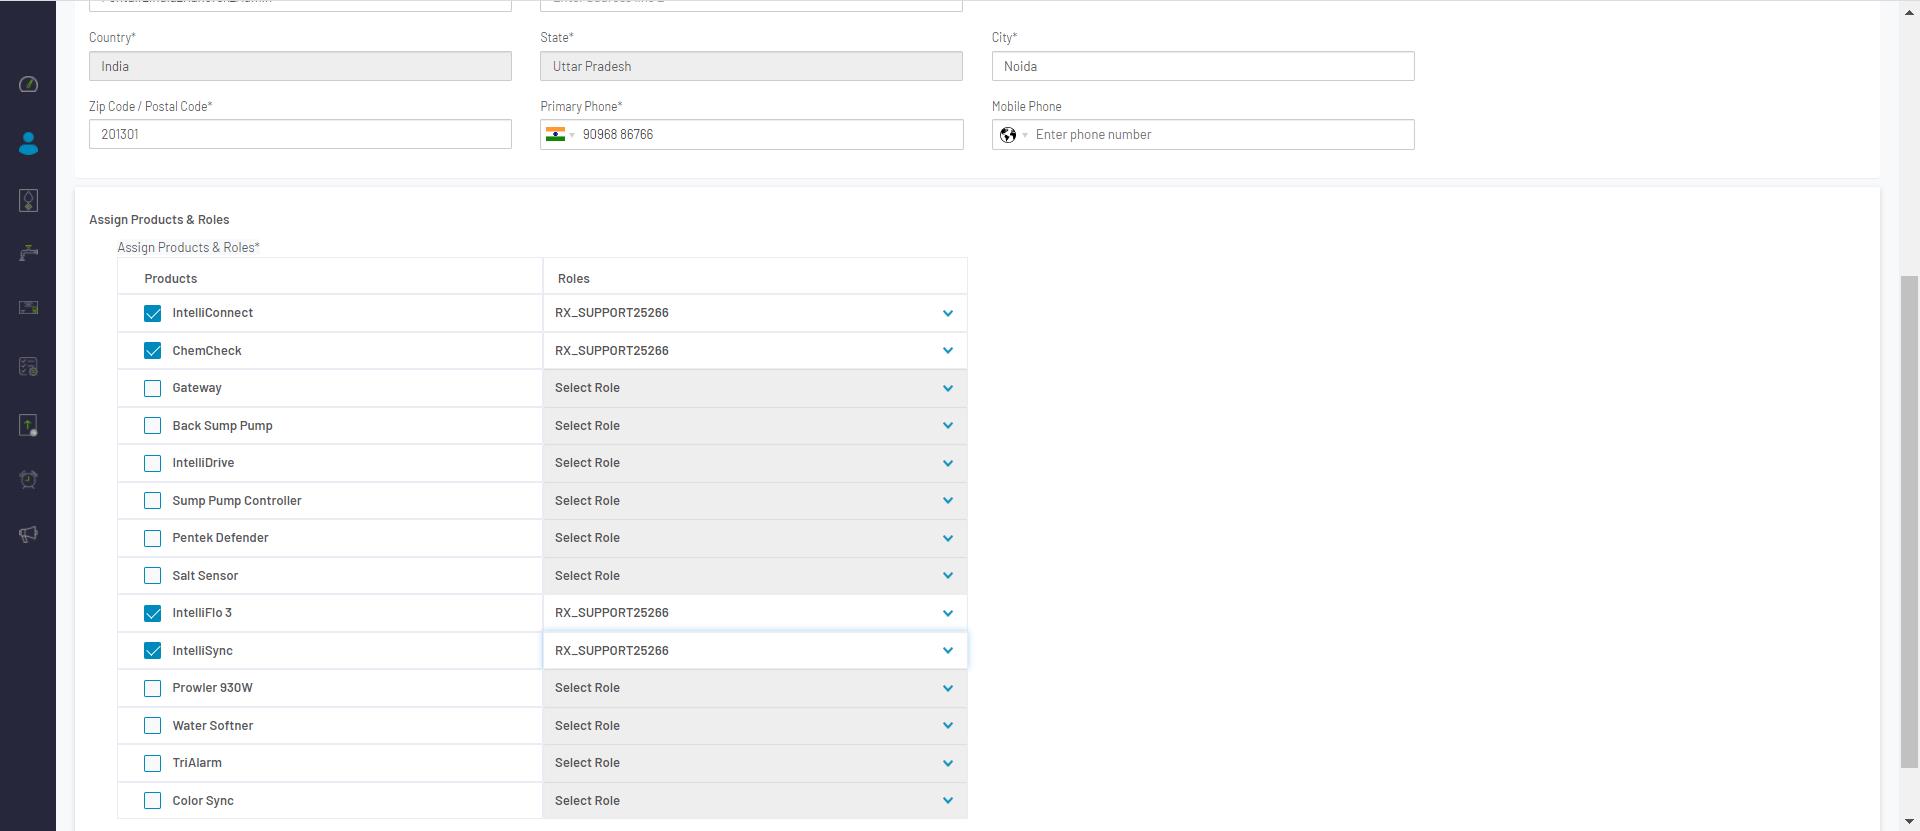 Country* State* City*
India Uttar Pradesh Noida
Zip Code / Postal Code* Primary Phone* Mobile Phone
201301 90968 86766 Enter phone number
Assign Products & Roles
Assign Products & Roles*
Products Roles
IntelliConnect RX_SUPPORT25266
ChemCheck RX_SUPPORT25266
Gateway Select Role
Back Sump Pump Select Role
IntelliDrive Select Role
Sump Pump Controller Select Role
Pentek Defender Select Role
Salt Sensor Select Role
IntelliFlo 3 RX_SUPPORT25266
IntelliSync RX_SUPPORT25266
Prowler 930W Select Role
Water Softner Select Role
TriAlarm Select Role
Color Sync Select Role